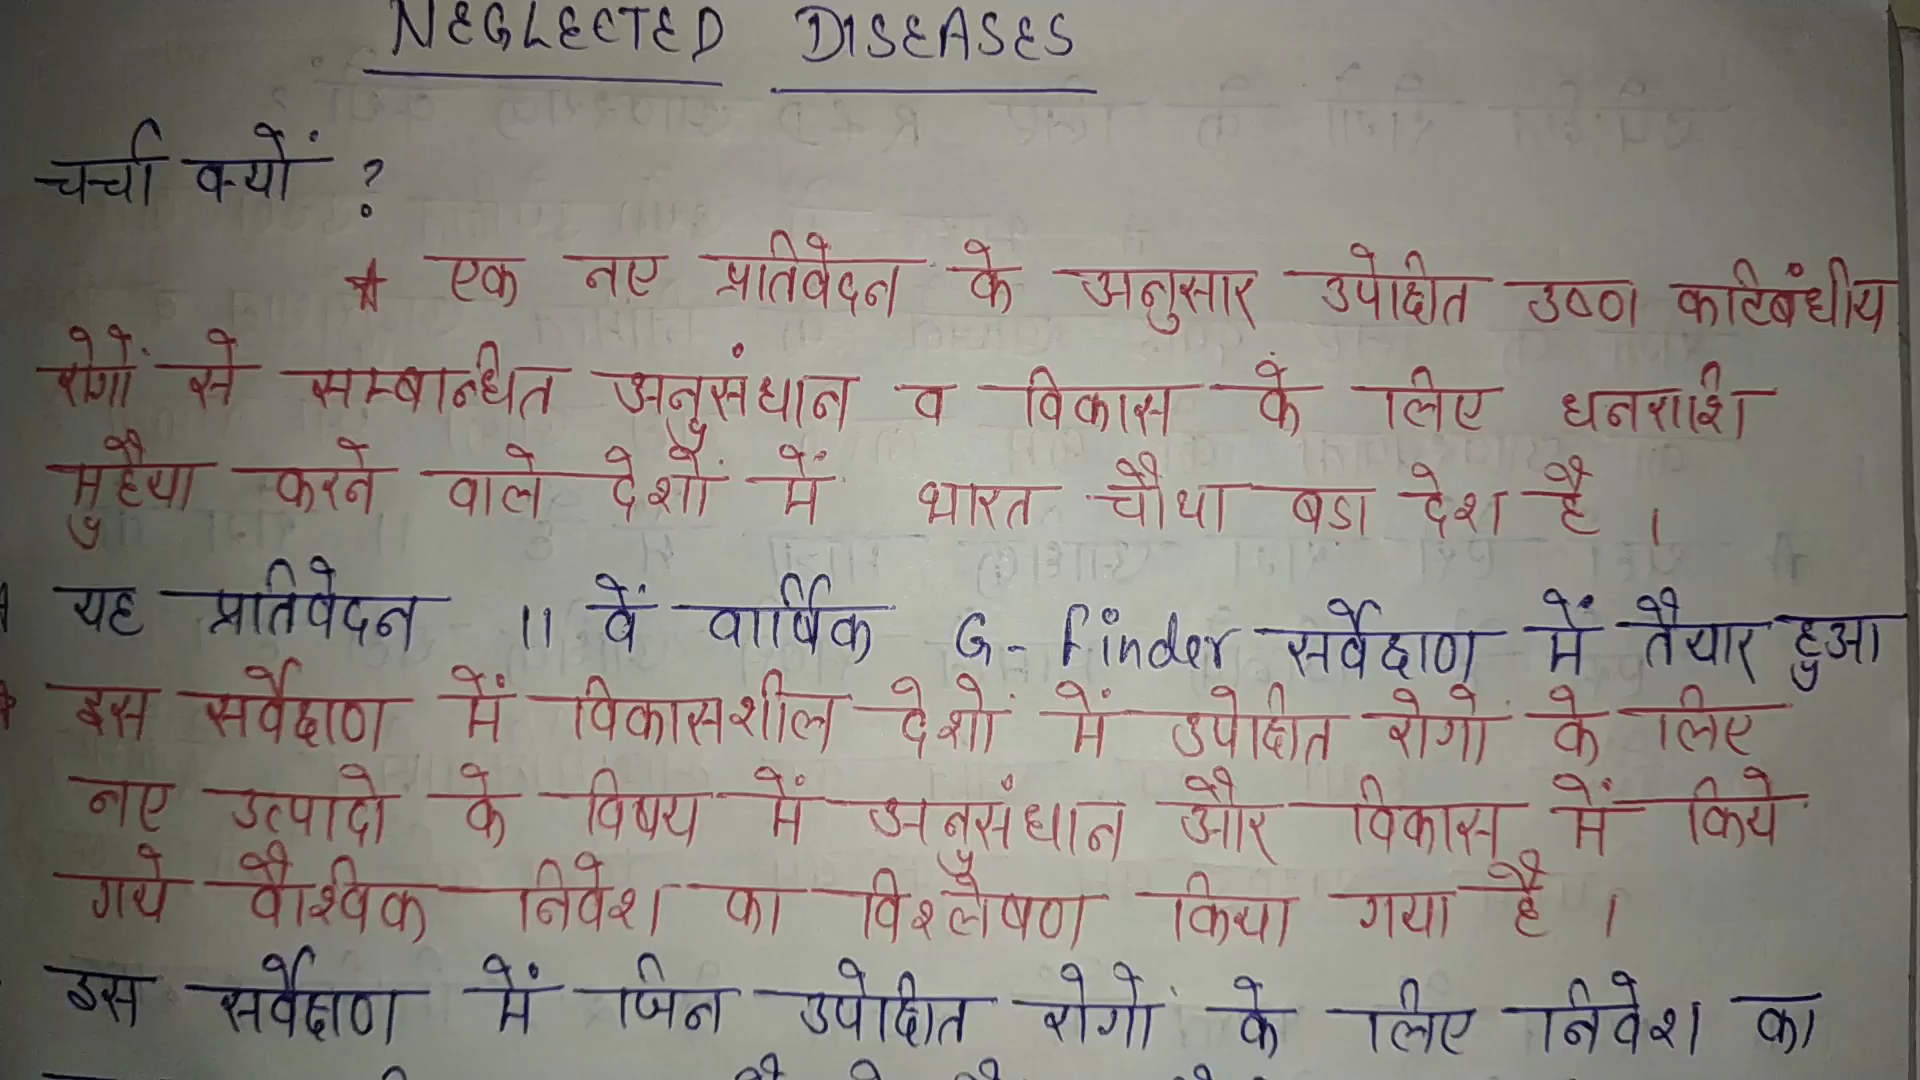 NEGLECTED DISEASES
चर्चा क्यों ?
★ एक नए प्रतिवेदन के अनुसार उपेक्षित उष्ण कटिबंधीय
रोगों से सम्बान्धित अनुसंधान व विकास के लिए धनराशि
मुहैया करने वाले देशों में भारत चौथा बड़ा देश है ।
यह प्रतिवेदन 11 वें वार्षिक G-Finder सर्वेक्षण में तैयार हुआ
इस सर्वेक्षण में विकासशील देशों में उपेक्षित रोगों के लिए
नए उत्पादो के विषय में अनुसंधान और विकास में किये
गये वैश्विक निवेश का विश्लेषण किया गया है ।
इस सर्वेक्षण में जिन उपेक्षित रोगों के लिए निवेश का